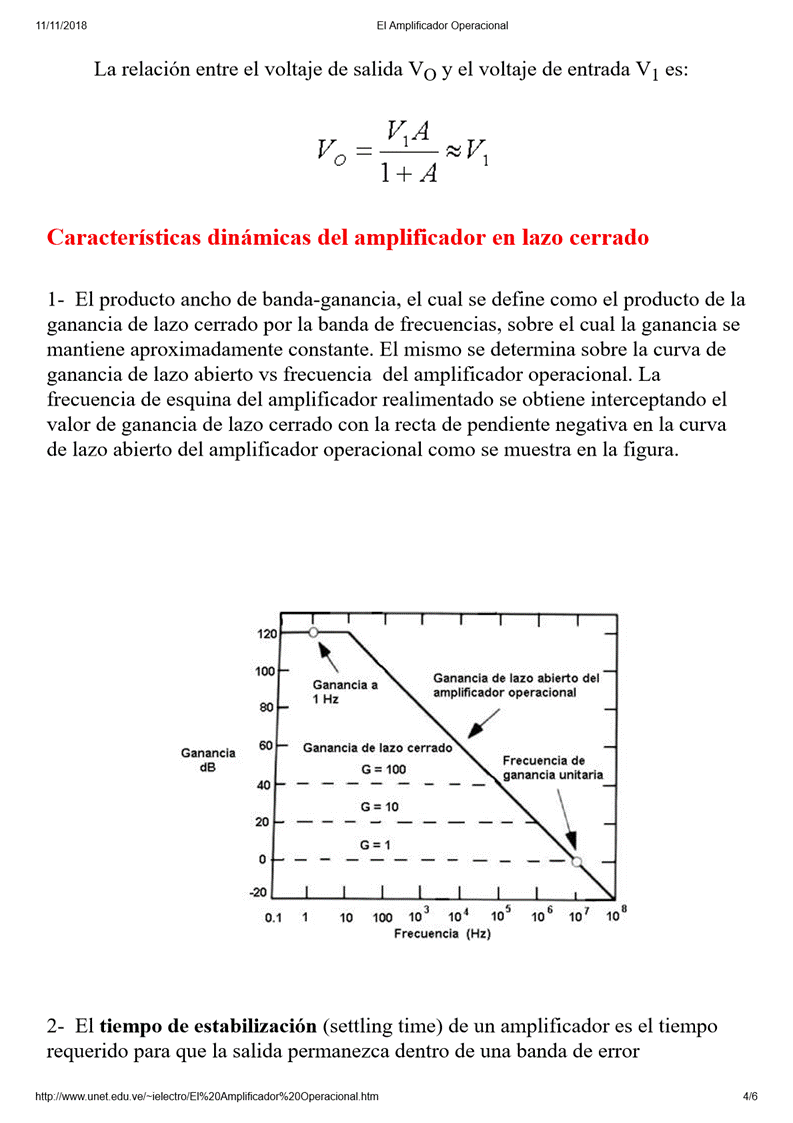 11/11/2018 El Amplificador Operacional
La relación entre el voltaje de salida VO y el voltaje de entrada V1 es:
VO = V1A / 1 + A ≈ V1
Características dinámicas del amplificador en lazo cerrado
1- El producto ancho de banda-ganancia, el cual se define como el producto de la
ganancia de lazo cerrado por la banda de frecuencias, sobre el cual la ganancia se
mantiene aproximadamente constante. El mismo se determina sobre la curva de
ganancia de lazo abierto vs frecuencia del amplificador operacional. La
frecuencia de esquina del amplificador realimentado se obtiene interceptando el
valor de ganancia de lazo cerrado con la recta de pendiente negativa en la curva
de lazo abierto del amplificador operacional como se muestra en la figura.
120
100
80
60
40
20
0
-20
Ganancia
dB
Ganancia a
1 Hz
Ganancia de lazo abierto del
amplificador operacional
Ganancia de lazo cerrado
G = 100
G = 10
G = 1
Frecuencia de
ganancia unitaria
0.1 1 10 100 10^3 10^4 10^5 10^6 10^7 10^8
Frecuencia (Hz)
2- El tiempo de estabilización (settling time) de un amplificador es el tiempo
requerido para que la salida permanezca dentro de una banda de error
http://www.unet.edu.ve/~ielectro/El%20Amplificador%20Operacional.htm 4/6